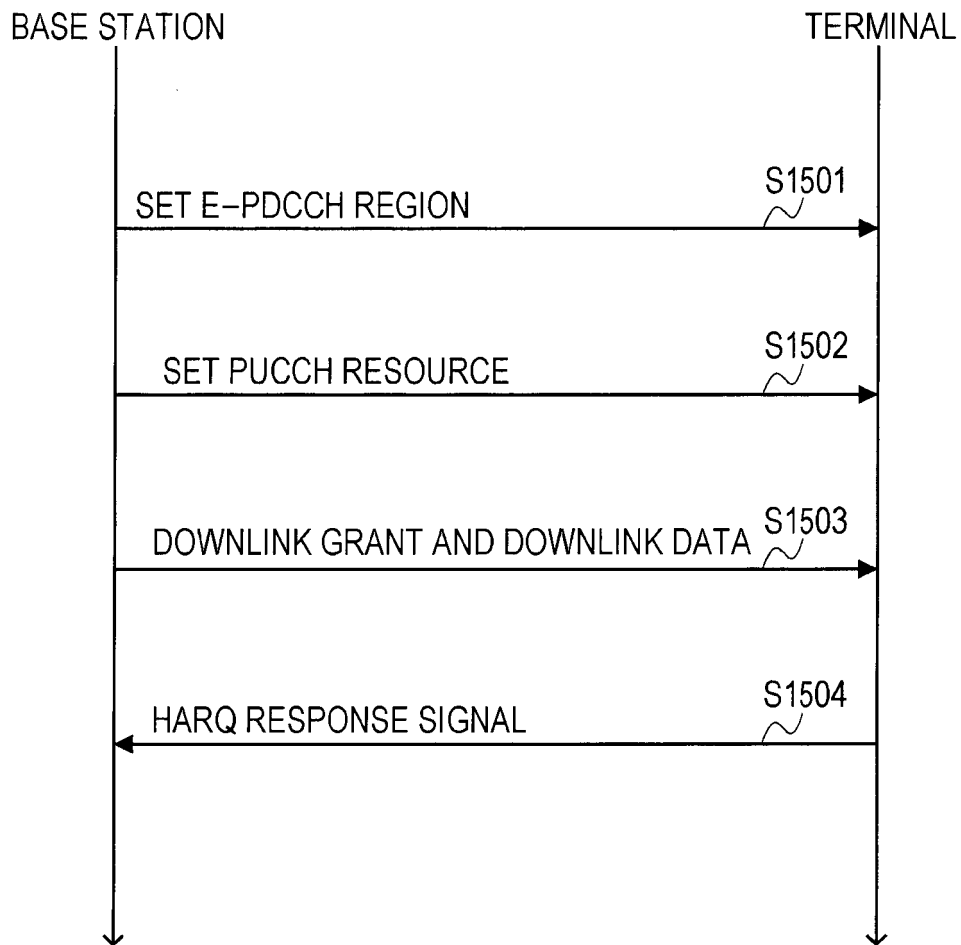 BASE STATION
TERMINAL
S1501
SET E-PDCCH REGION
S1502
SET PUCCH RESOURCE
S1503
DOWNLINK GRANT AND DOWNLINK DATA
S1504
HARQ RESPONSE SIGNAL